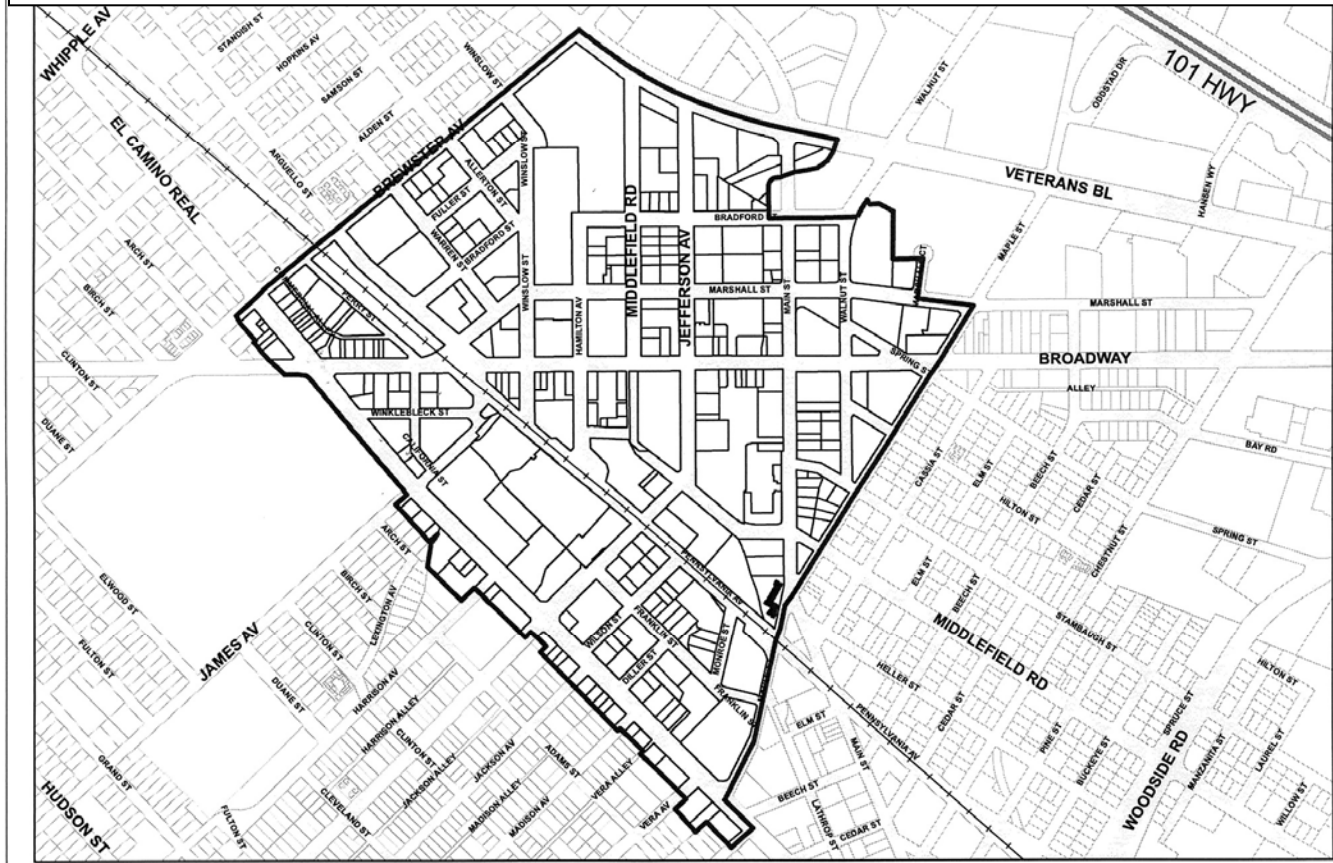 WHIPPLE AV
STANDISH ST
HOPKINS AV
SAMSON ST
WINSLOW ST
ALDEN ST
ARGUELLO ST
EL CAMINO REAL
BREWSTER AV
ARCH ST
BIRCH ST
CLINTON ST
DUANE ST
WALNUT ST
ODDSTAD DR
101 HWY
VETERANS BL
HANSEN WY
MAPLE ST
WINSLOW ST
ALLERTON ST
FULLER ST
WARREN ST
BRADFORD ST
MIDDLEFIELD RD
JEFFERSON AV
BRADFORD ST
PERRY ST
WINSLOW ST
HAMILTON AV
MARSHALL ST
MAIN ST
WALNUT ST
MARSHALL ST
SPRING ST
BROADWAY
ALLEY
WINKLEBLECK ST
CALIFORNIA ST
BAY RD
CASSIA ST
ELM ST
BEECH ST
CEDAR ST
HILTON ST
CHESTNUT ST
SPRING ST
ARCH ST
BIRCH ST
LEXINGTON AV
CLINTON ST
DUANE ST
HARRISON AV
ELWOOD ST
FULTON ST
JAMES AV
PENNSYLVANIA AV
WILSON ST
FRANKLIN ST
DILLER ST
MONROE ST
FRANKLIN ST
ELM ST
BEECH ST
STAMBAUGH ST
MIDDLEFIELD RD
HELLER ST
CEDAR ST
PENNSYLVANIA AV
PINE ST
BUCKEYE ST
SPRUCE ST
HILTON ST
LAUREL ST
MANZANITA ST
WILLOW ST
WOODSIDE RD
ELM ST
MAIN ST
BEECH ST
LATHROP ST
CEDAR ST
HARRISON ALLEY
CLINTON ST
JACKSON ALLEY
JACKSON AV
ADAMS ST
VERA ALLEY
MADISON ALLEY
MADISON AV
VERA AV
CLEVELAND ST
GRAND ST
FULTON ST
HUDSON ST